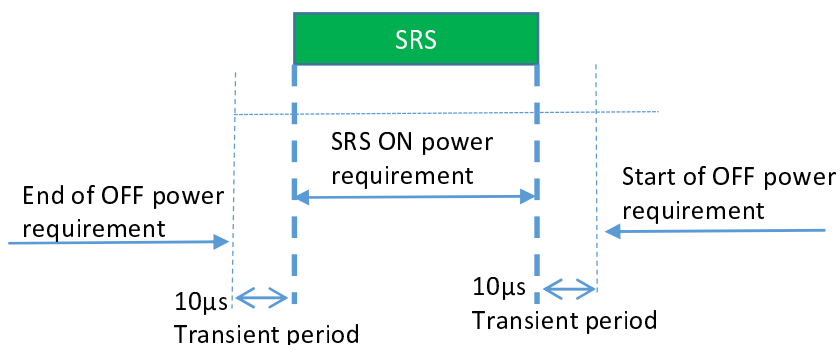 SRS
SRS ON power
requirement
End of OFF power
requirement
Start of OFF power
requirement
10µs
Transient period
10µs
Transient period